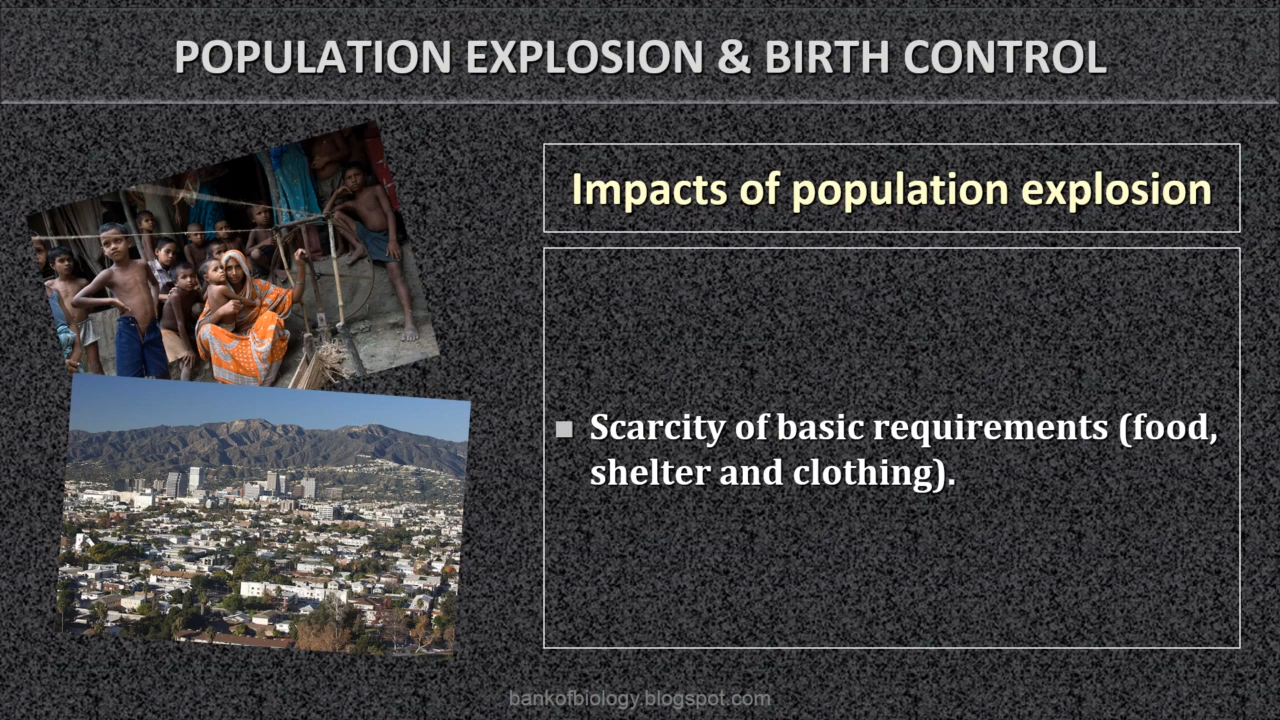 POPULATION EXPLOSION & BIRTH CONTROL
Impacts of population explosion
Scarcity of basic requirements (food,
shelter and clothing).
bankofbiology.blogspot.com